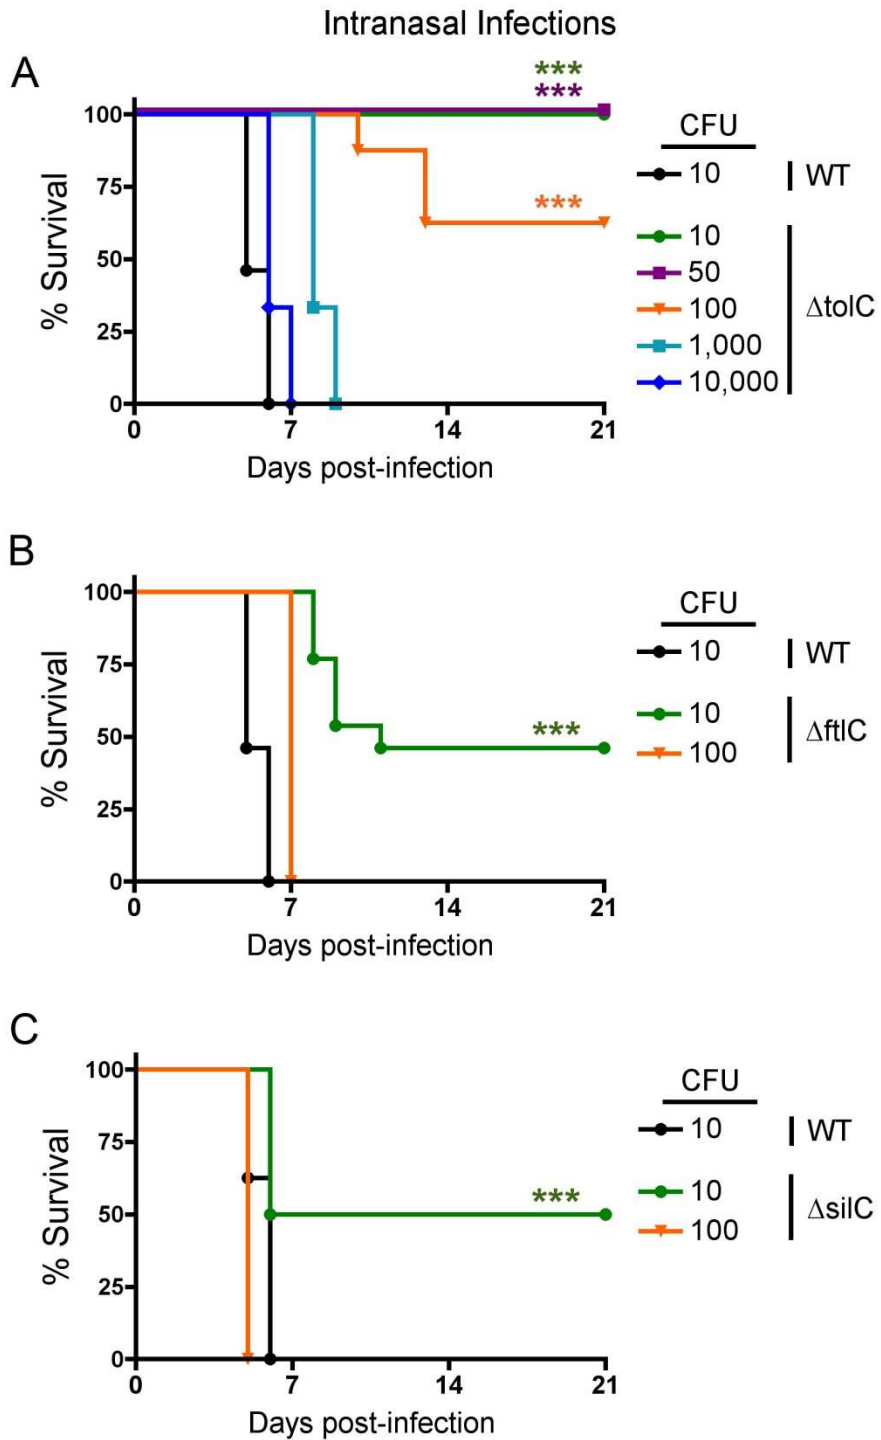 Intranasal Infections
A
***
***
***
100
75
50
25
0
% Survival
0 7 14 21
Days post-infection
CFU
10 WT
10
50
100
1,000
10,000
ΔtolC
B
***
100
75
50
25
0
% Survival
0 7 14 21
Days post-infection
CFU
10 WT
10
100
ΔftlC
C
***
100
75
50
25
0
% Survival
0 7 14 21
Days post-infection
CFU
10 WT
10
100
ΔsilC